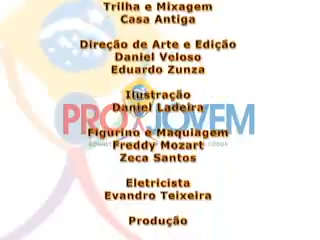 Trilha e Mixagem
Casa Antiga
Direção de Arte e Edição
Daniel Veloso
Eduardo Zunza
Ilustração
Daniel Ladeira
PROJOVEM
Figurino e Maquiagem
Freddy Mozart
Zeca Santos
Eletricista
Evandro Teixeira
Produção